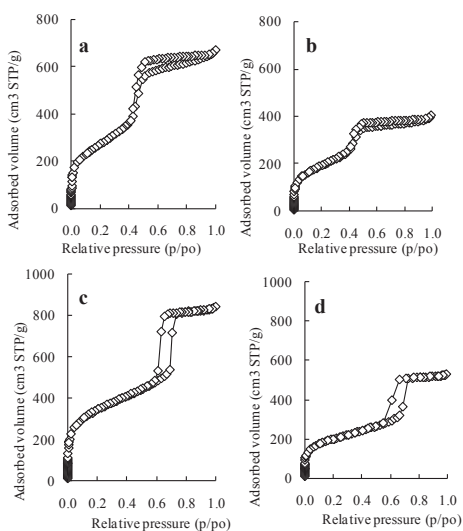 a
Adsorbed volume (cm3 STP/g)
800
600
400
200
0
0.0 0.2 0.4 0.6 0.8 1.0
Relative pressure (p/po)
b
Adsorbed volume (cm3 STP/g)
800
600
400
200
0
0.0 0.2 0.4 0.6 0.8 1.0
Relative pressure (p/po)
c
Adsorbed volume (cm3 STP/g)
1000
800
600
400
200
0
0.0 0.2 0.4 0.6 0.8 1.0
Relative pressure (p/po)
d
Adsorbed volume (cm3 STP/g)
1000
800
600
400
200
0
0.0 0.2 0.4 0.6 0.8 1.0
Relative pressure (p/po)